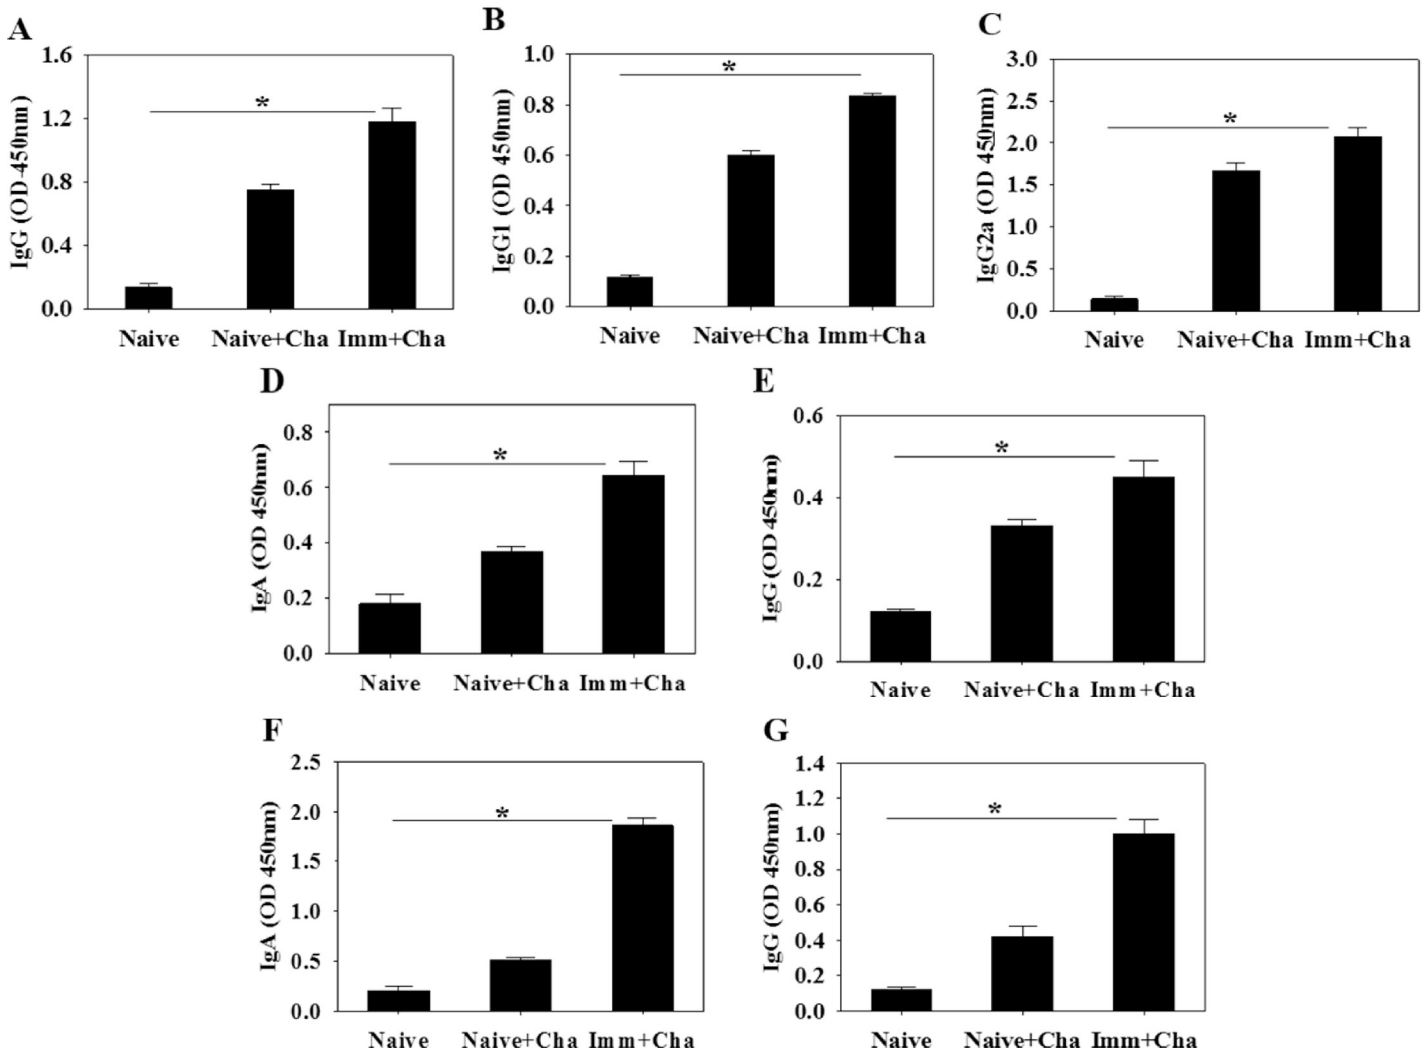 A
IgG (OD 450nm)
1.6
1.2
0.8
0.4
0.0
*
Naive Naive+Cha Imm+Cha
B
IgG1 (OD 450nm)
1.0
0.8
0.6
0.4
0.2
0.0
*
Naive Naive+Cha Imm+Cha
C
IgG2a (OD 450nm)
3.0
2.5
2.0
1.5
1.0
0.5
0.0
*
Naive Naive+Cha Imm+Cha
D
IgA (OD 450nm)
0.8
0.6
0.4
0.2
0.0
*
Naive Naive+Cha Imm+Cha
E
IgG (OD 450nm)
0.6
0.4
0.2
0.0
*
Naive Naive+Cha Imm+Cha
F
IgA (OD 450nm)
2.5
2.0
1.5
1.0
0.5
0.0
*
Naive Naive+Cha Imm+Cha
G
IgG (OD 450nm)
1.4
1.2
1.0
0.8
0.6
0.4
0.2
0.0
*
Naive Naive+Cha Imm+Cha